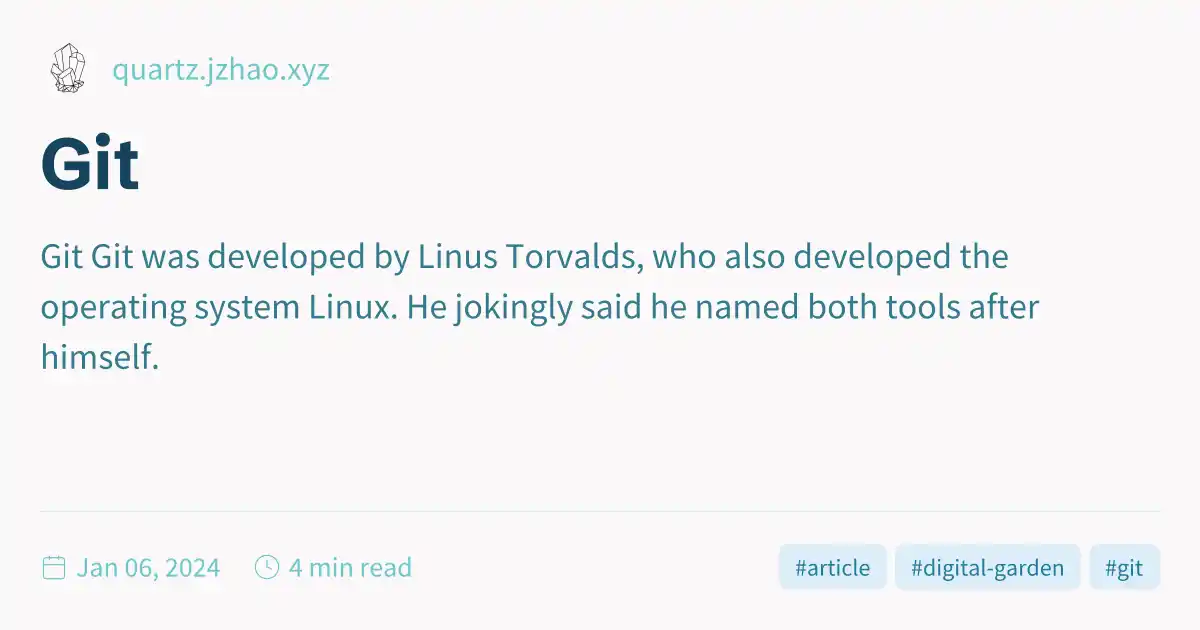 quartz.jzhao.xyz
Git
Git Git was developed by Linus Torvalds, who also developed the
operating system Linux. He jokingly said he named both tools after
himself.
Jan 06, 2024 4 min read #article #digital-garden #git